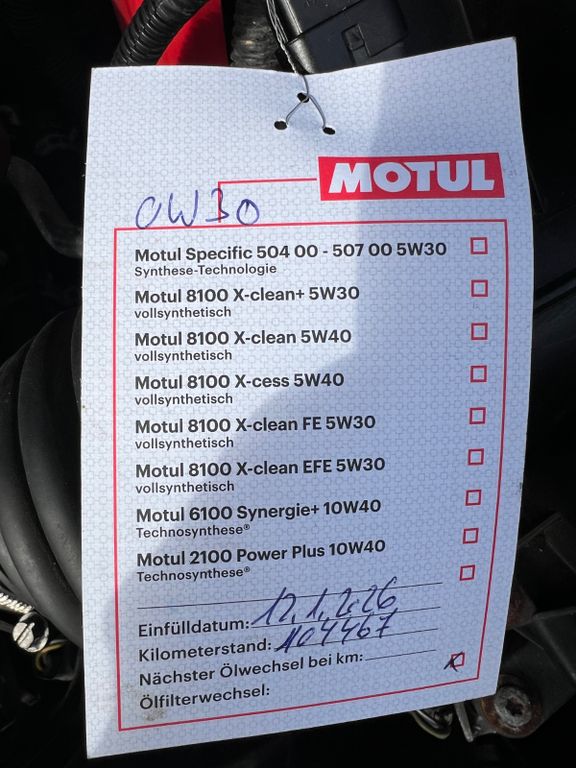 MOTUL
0W30
Motul Specific 504 00 - 507 00 5W30
Synthese-Technologie
Motul 8100 X-clean+ 5W30
vollsynthetisch
Motul 8100 X-clean 5W40
vollsynthetisch
Motul 8100 X-cess 5W40
vollsynthetisch
Motul 8100 X-clean FE 5W30
vollsynthetisch
Motul 8100 X-clean EFE 5W30
vollsynthetisch
Motul 6100 Synergie+ 10W40
Technosynthese®
Motul 2100 Power Plus 10W40
Technosynthese®
Einfülldatum: 12.1.2026
Kilometerstand: 104467
Nächster Ölwechsel bei km:
Ölfilterwechsel: